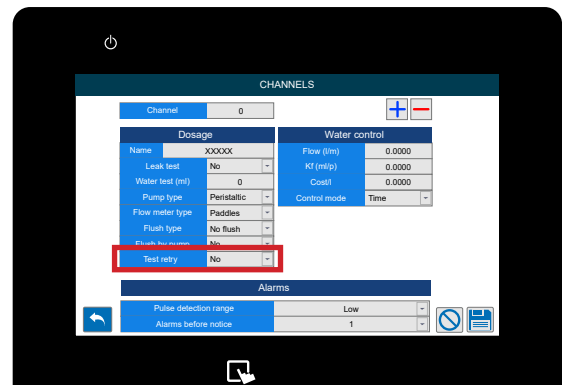 CHANNELS
Channel 0
Dosage
Name XXXXX
Leak test No
Water test (ml) 0
Pump type Peristaltic
Flow meter type Paddles
Flush type No flush
Flush by pump No
Test retry No
Water control
Flow (l/m) 0.0000
Kf (ml/p) 0.0000
Cost/l 0.0000
Control mode Time
Alarms
Pulse detection range Low
Alarms before notice 1